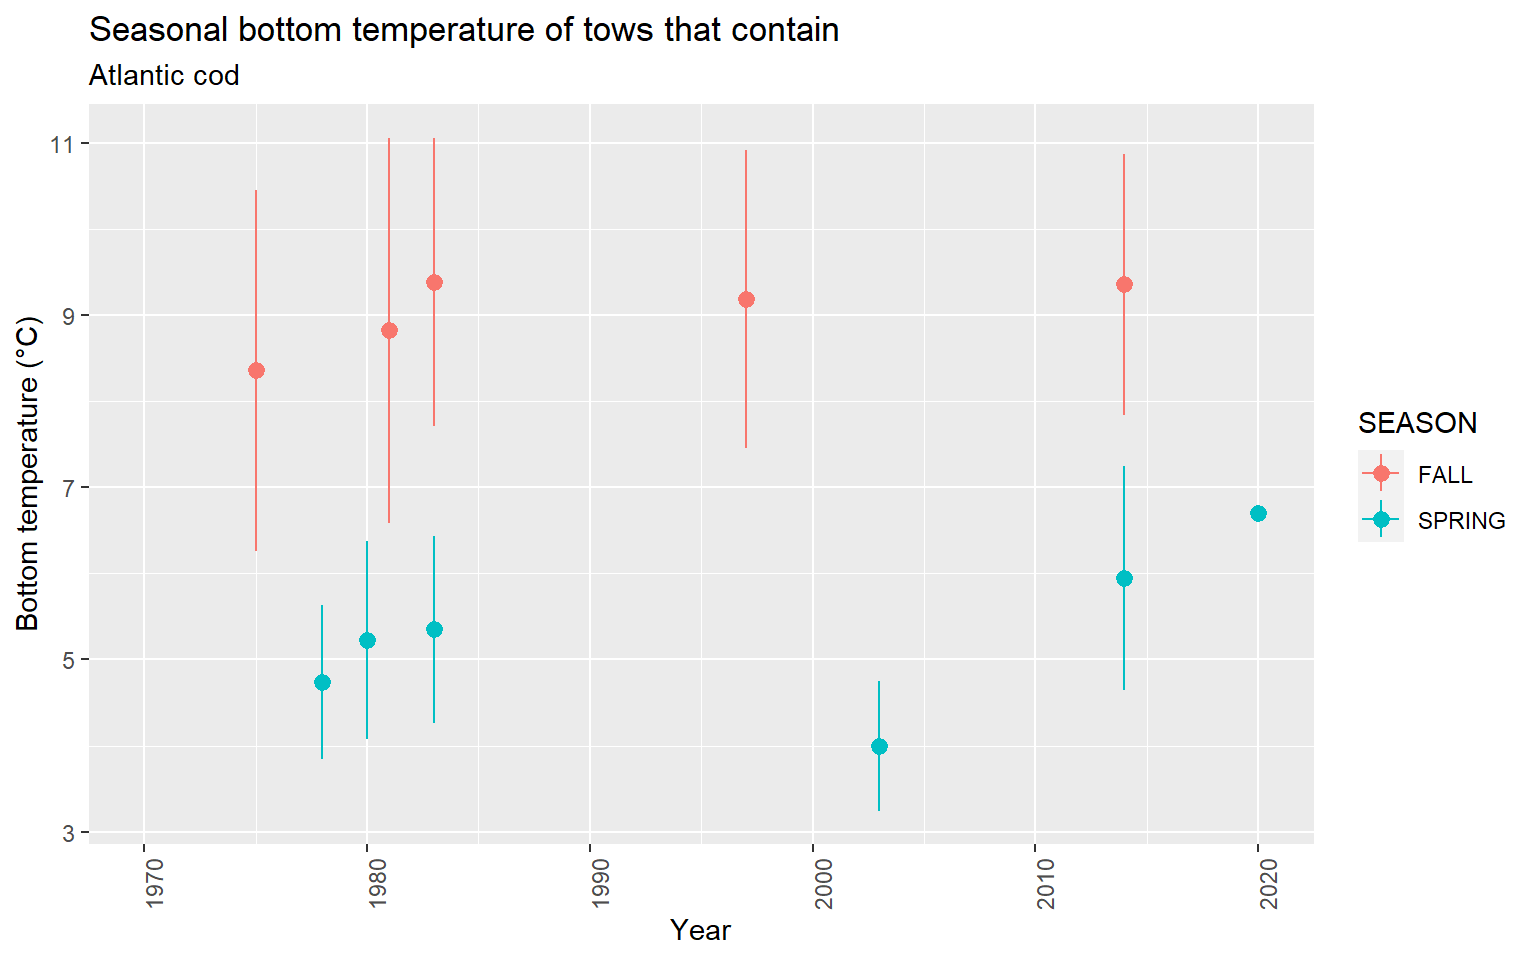 Seasonal bottom temperature of tows that contain
Atlantic cod
11
9
7
5
3
Bottom temperature (°C)
1970
1980
1990
2000
2010
2020
Year
SEASON
FALL
SPRING